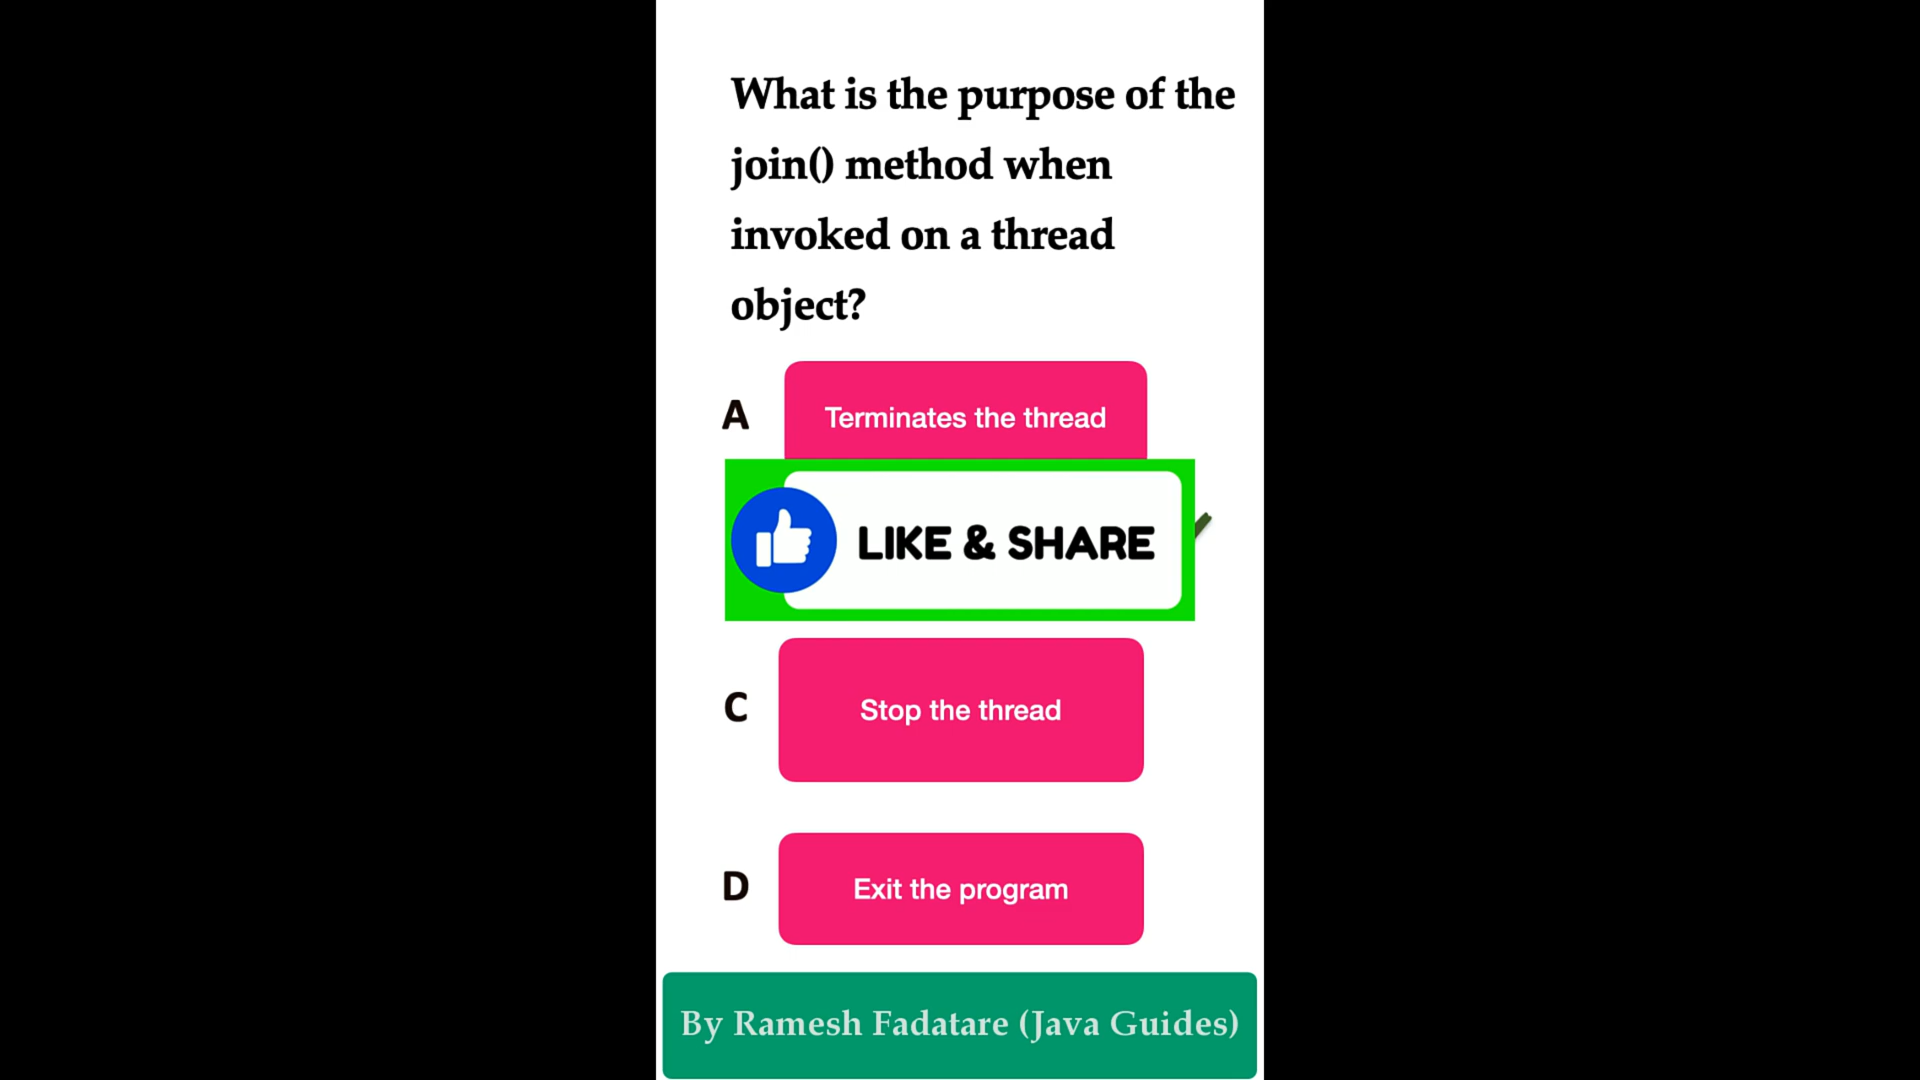 What is the purpose of the
join() method when
invoked on a thread
object?
A Terminates the thread
LIKE & SHARE
C Stop the thread
D Exit the program
By Ramesh Fadatare (Java Guides)